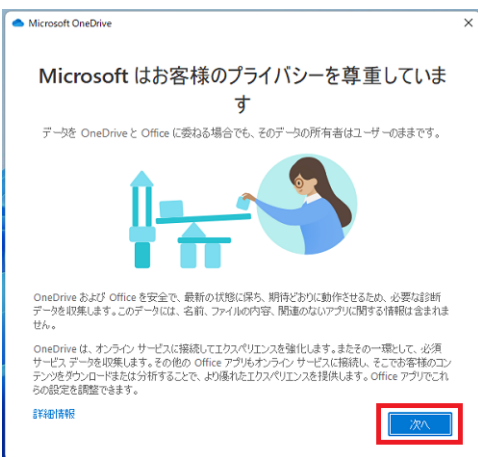 Microsoft OneDrive
Microsoft はお客様のプライバシーを尊重していま
す
データを OneDrive と Office に委ねる場合でも、そのデータの所有者はユーザーのままです。
OneDrive および Office を安全で、最新の状態に保ち、期待どおりに動作させるため、必要な診断
データを収集します。このデータには、名前、ファイルの内容、関連のないアプリに関する情報は含まれま
せん。
OneDrive は、オンライン サービスに接続してエクスペリエンスを強化します。またその一環として、必須
サービス データを収集します。その他の Office アプリもオンライン サービスに接続し、そこでお客様のコン
テンツをダウンロードまたは分析することで、より優れたエクスペリエンスを提供します。Office アプリでこれ
らの設定を調整できます。
詳細情報
次へ